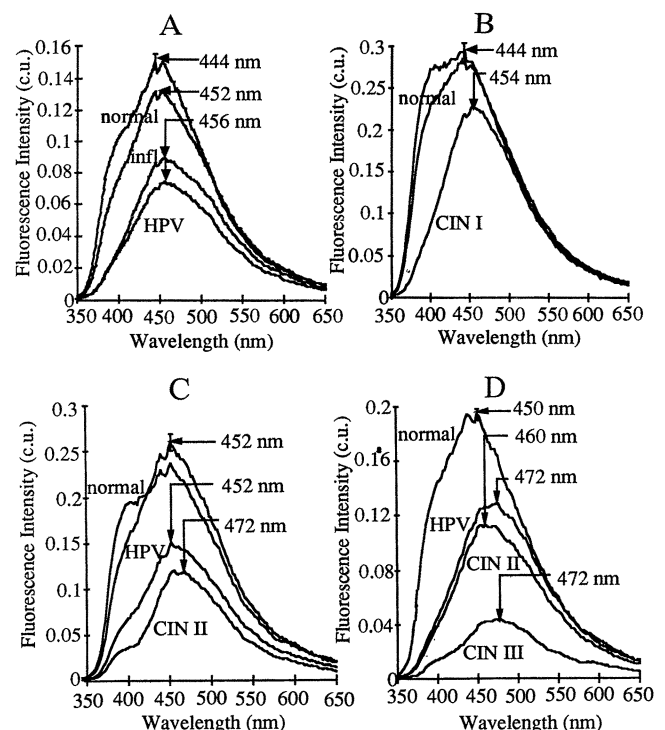 A
Fluorescence Intensity (c.u.)
0.16
0.14
0.12
0.1
0.08
0.06
0.04
0.02
0
444 nm
452 nm
456 nm
normal
infl
HPV
350 400 450 500 550 600 650
Wavelength (nm)
B
Fluorescence Intensity (c.u.)
0.3
0.25
0.2
0.15
0.1
0.05
0
444 nm
454 nm
normal
CIN I
350 400 450 500 550 600 650
Wavelength (nm)
C
Fluorescence Intensity (c.u.)
0.3
0.25
0.2
0.15
0.1
0.05
0
452 nm
452 nm
472 nm
normal
HPV
CIN II
350 400 450 500 550 600 650
Wavelength (nm)
D
Fluorescence Intensity (c.u.)
0.2
0.16
0.12
0.08
0.04
0
450 nm
460 nm
472 nm
472 nm
normal
HPV
CIN II
CIN III
350 400 450 500 550 600 650
Wavelength (nm)